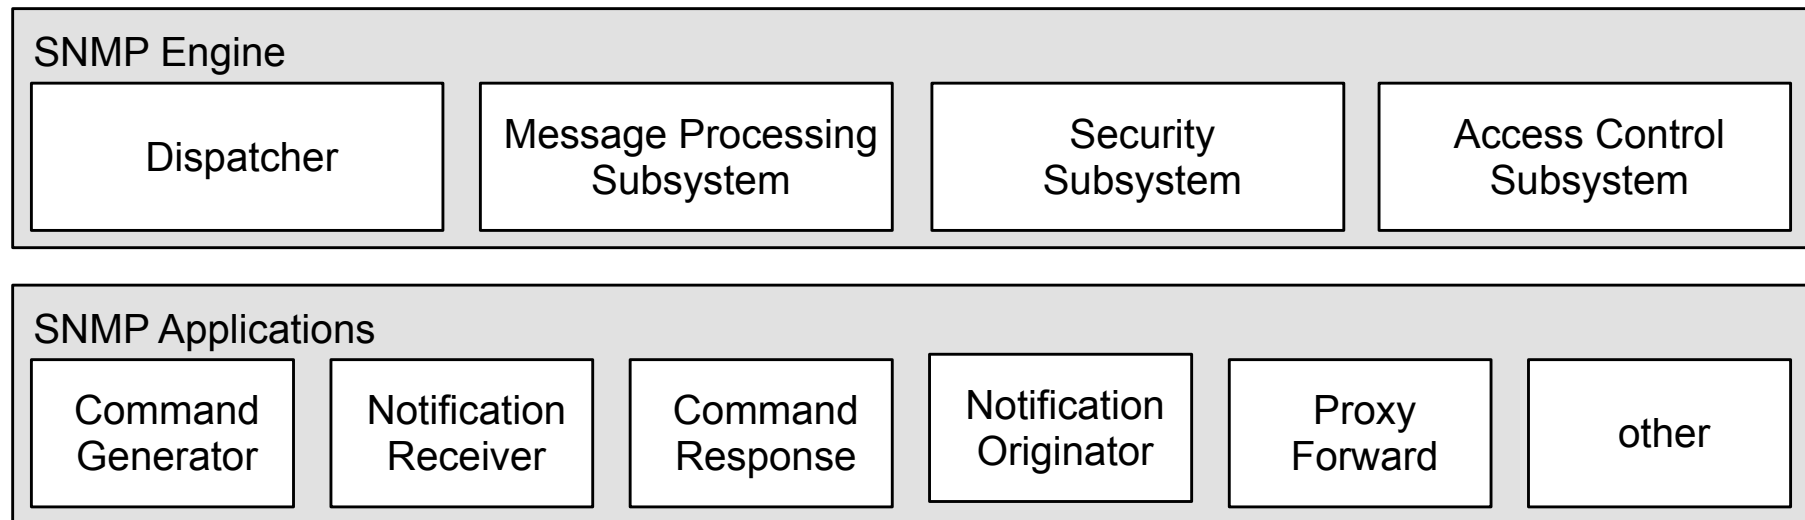 SNMP Engine
Dispatcher
Message Processing
Subsystem
Security
Subsystem
Access Control
Subsystem
SNMP Applications
Command
Generator
Notification
Receiver
Command
Response
Notification
Originator
Proxy
Forward
other